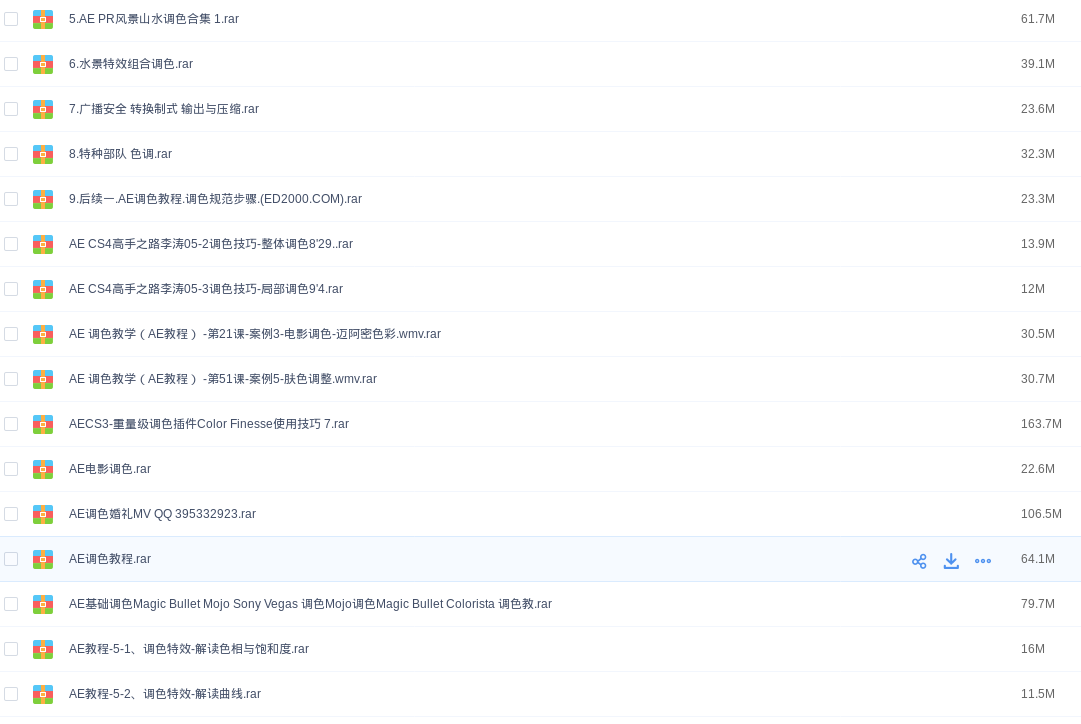 5.AE PR风景山水调色合集 1.rar 61.7M
6.水景特效组合调色.rar 39.1M
7.广播安全 转换制式 输出与压缩.rar 23.6M
8.特种部队 色调.rar 32.3M
9.后续一.AE调色教程.调色规范步骤.(ED2000.COM).rar 23.3M
AE CS4高手之路李涛05-2调色技巧-整体调色8'29..rar 13.9M
AE CS4高手之路李涛05-3调色技巧-局部调色9'4.rar 12M
AE 调色教学（AE教程）-第21课-案例3-电影调色-迈阿密色彩.wmv.rar 30.5M
AE 调色教学（AE教程）-第51课-案例5-肤色调整.wmv.rar 30.7M
AECS3-重量级调色插件Color Finesse使用技巧 7.rar 163.7M
AE电影调色.rar 22.6M
AE调色婚礼MV QQ 395332923.rar 106.5M
AE调色教程.rar 64.1M
AE基础调色Magic Bullet Mojo Sony Vegas 调色Mojo调色Magic Bullet Colorista 调色教.rar 79.7M
AE教程-5-1、调色特效-解读色相与饱和度.rar 16M
AE教程-5-2、调色特效-解读曲线.rar 11.5M